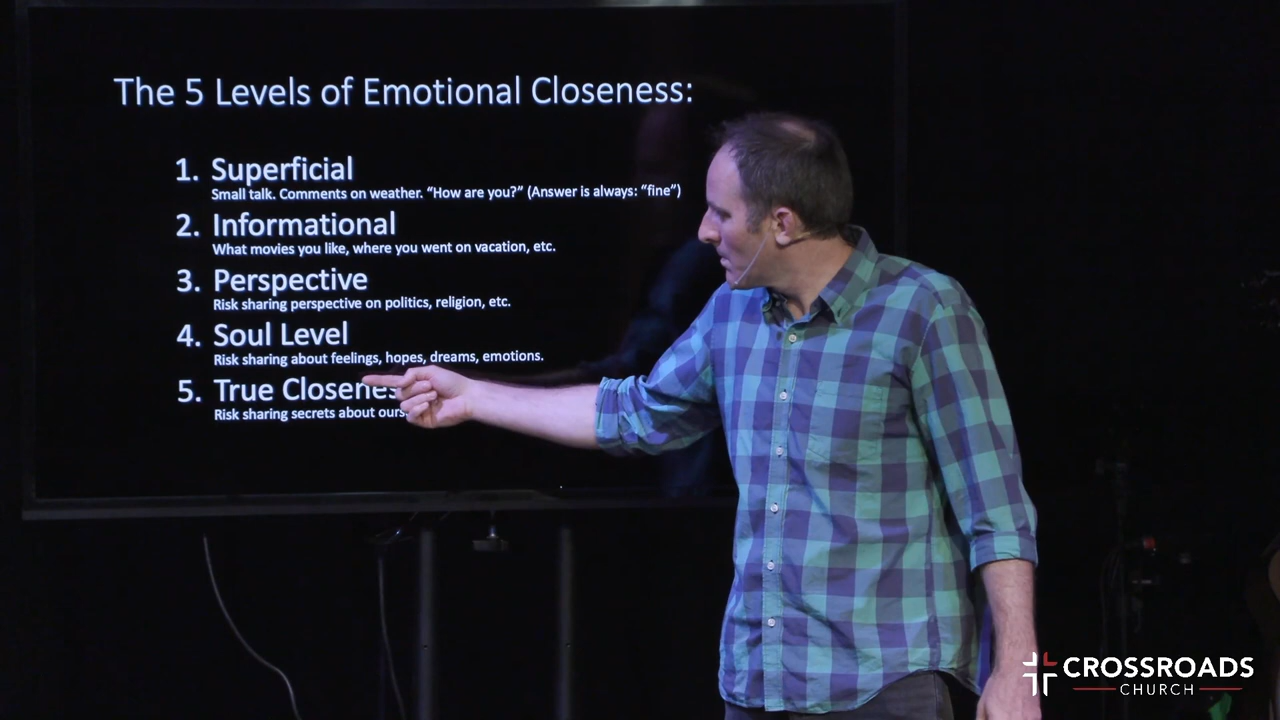 The 5 Levels of Emotional Closeness:
1. Superficial
Small talk. Comments on weather. “How are you?” (Answer is always: “fine”)
2. Informational
What movies you like, where you went on vacation, etc.
3. Perspective
Risk sharing perspective on politics, religion, etc.
4. Soul Level
Risk sharing about feelings, hopes, dreams, emotions.
5. True
Risk sharing secrets about
CROSSROADS
CHURCH